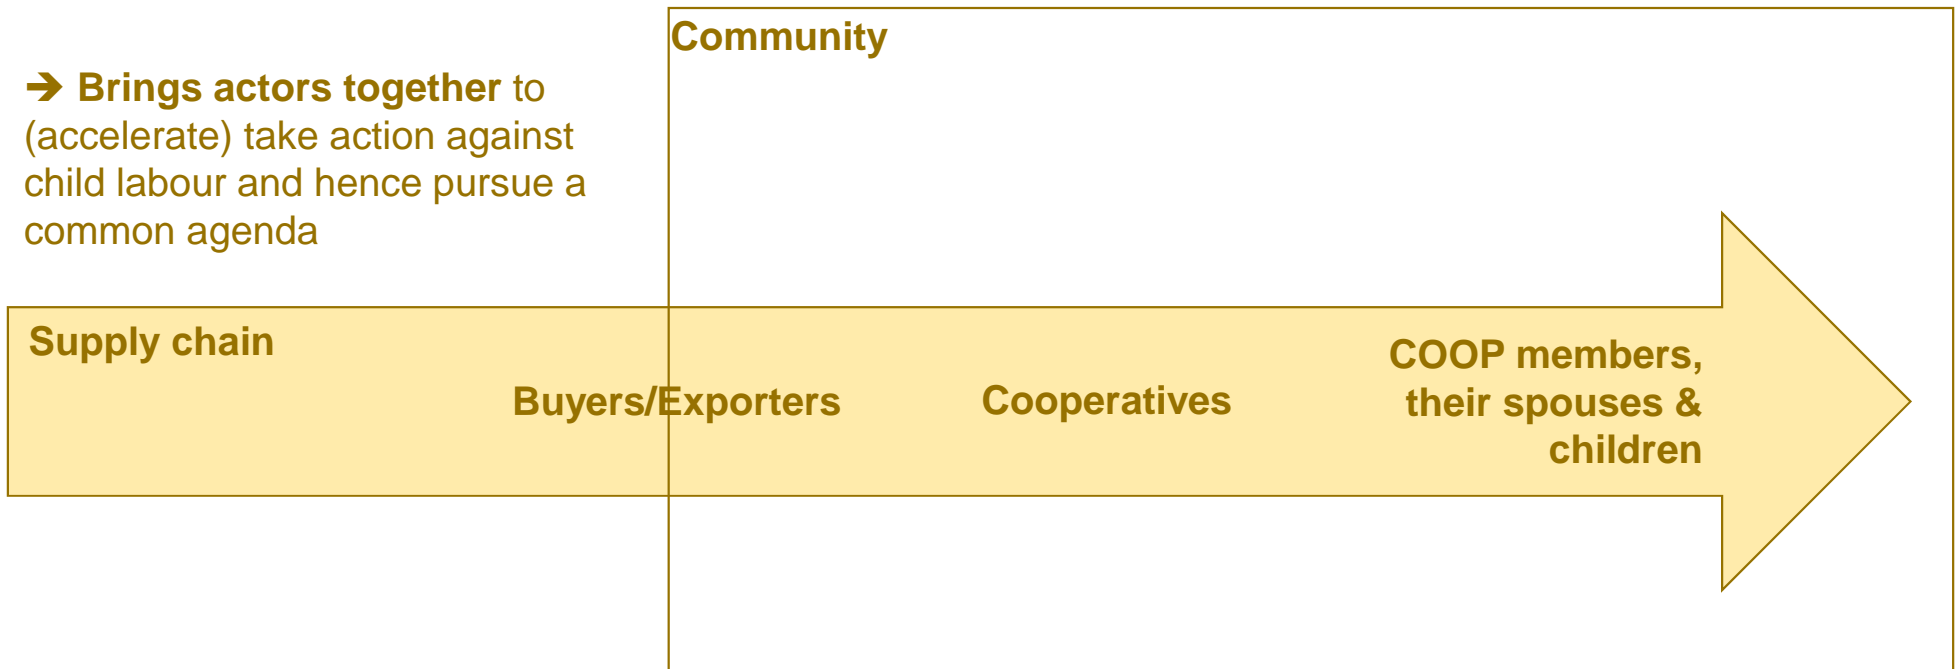 Community
➔ Brings actors together to
(accelerate) take action against
child labour and hence pursue a
common agenda
Supply chain
Buyers/Exporters
Cooperatives
COOP members,
their spouses &
children